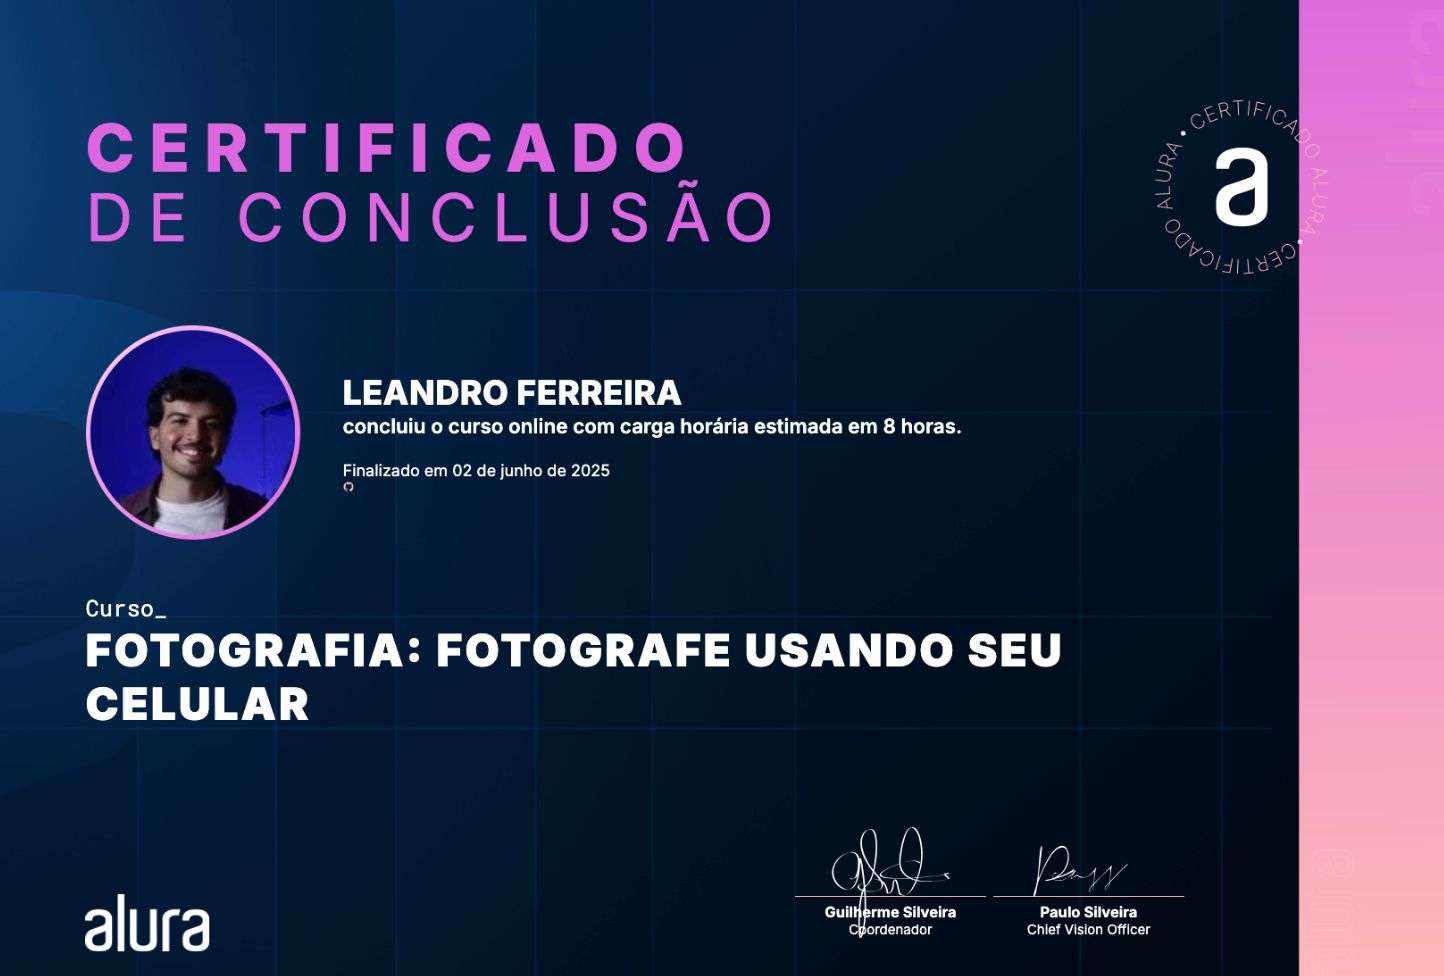 CERTIFICADO
DE CONCLUSÃO
CERTIFICADO ALURA • CERTIFICADO ALURA •
a
LEANDRO FERREIRA
concluiu o curso online com carga horária estimada em 8 horas.
Finalizado em 02 de junho de 2025
Curso_
FOTOGRAFIA: FOTOGRAFE USANDO SEU
CELULAR
Guilherme Silveira
Coordenador
Paulo Silveira
Chief Vision Officer
alura
alura
alura